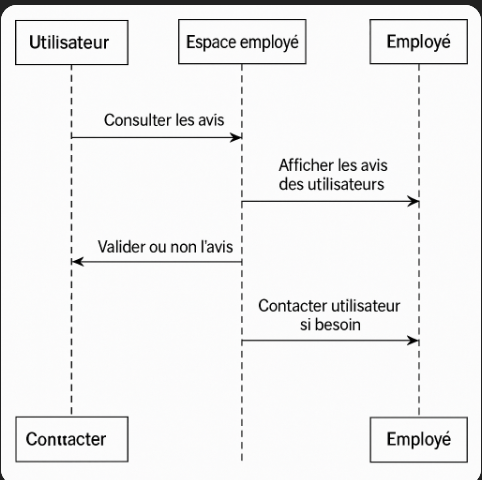 Utilisateur
Espace employé
Employé
Consulter les avis
Afficher les avis
des utilisateurs
Valider ou non l'avis
Contacter utilisateur
si besoin
Conttacter
Employé